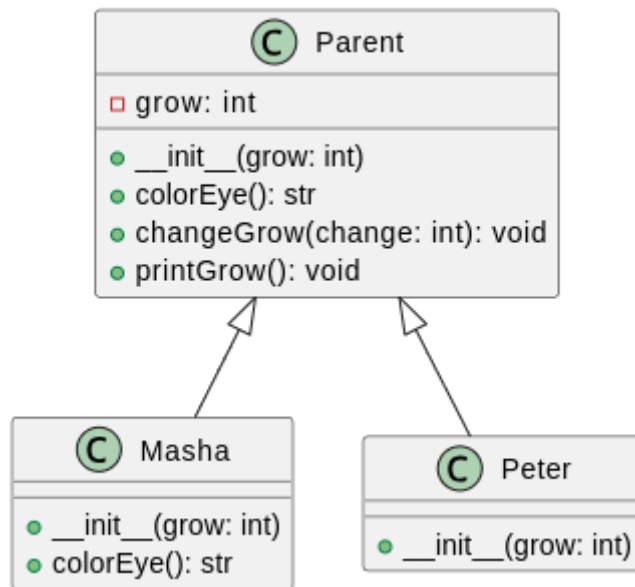 C Parent
grow: int
__init__(grow: int)
colorEye(): str
changeGrow(change: int): void
printGrow(): void
C Masha
__init__(grow: int)
colorEye(): str
C Peter
__init__(grow: int)